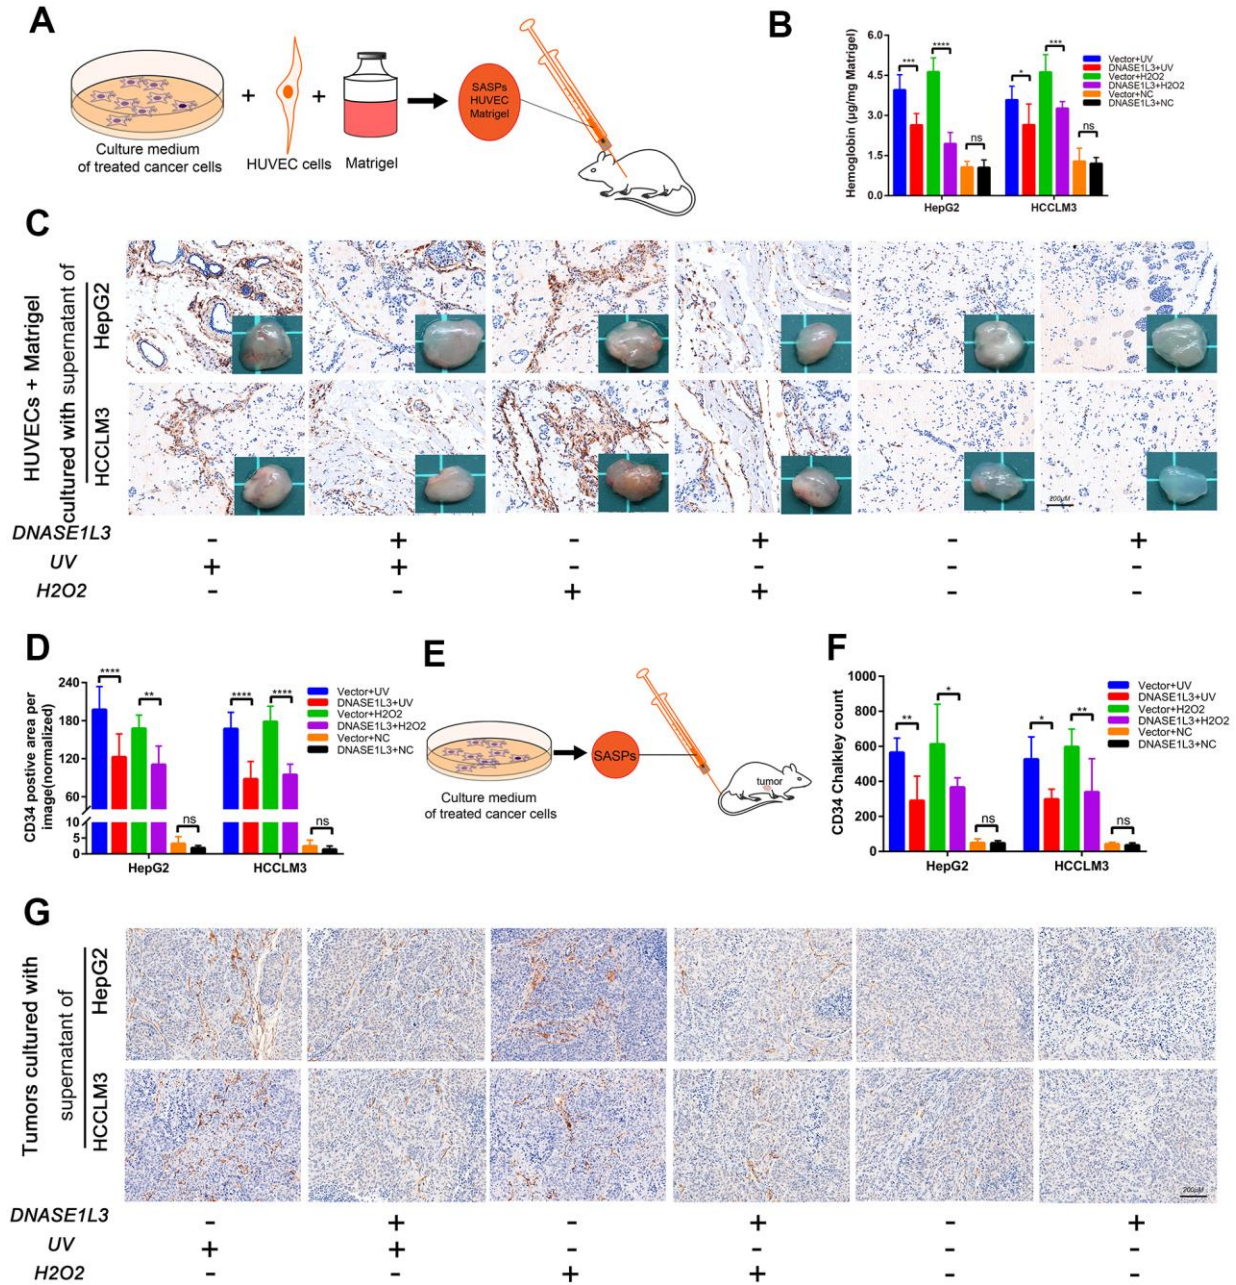 A
Culture medium
of treated cancer cells
+
HUVEC cells
+
Matrigel
SASPs
HUVEC
Matrigel
B
Hemoglobin (μg/mg Matrigel)
6.0
4.5
3.0
1.5
0.0
***
****
ns
*
***
ns
HepG2
HCCLM3
Vector+UV
DNASE1L3+UV
Vector+H2O2
DNASE1L3+H2O2
Vector+NC
DNASE1L3+NC
C
HUVECs + Matrigel
cultured with supernatant of
HepG2
HCCLM3
200μM
DNASE1L3 - + - + - +
UV + + - - - -
H2O2 - - + + - -
D
CD34 postive area per
image(normalized)
240
180
120
60
10
5
0
****
**
ns
****
****
ns
HepG2
HCCLM3
Vector+UV
DNASE1L3+UV
Vector+H2O2
DNASE1L3+H2O2
Vector+NC
DNASE1L3+NC
E
Culture medium
of treated cancer cells
SASPs
tumor
F
CD34 Chalkley count
1000
800
600
400
200
0
**
*
ns
*
**
ns
HepG2
HCCLM3
Vector+UV
DNASE1L3+UV
Vector+H2O2
DNASE1L3+H2O2
Vector+NC
DNASE1L3+NC
G
Tumors cultured with
supernatant of
HepG2
HCCLM3
200μM
DNASE1L3 - + - + - +
UV + + - - - -
H2O2 - - + + - -